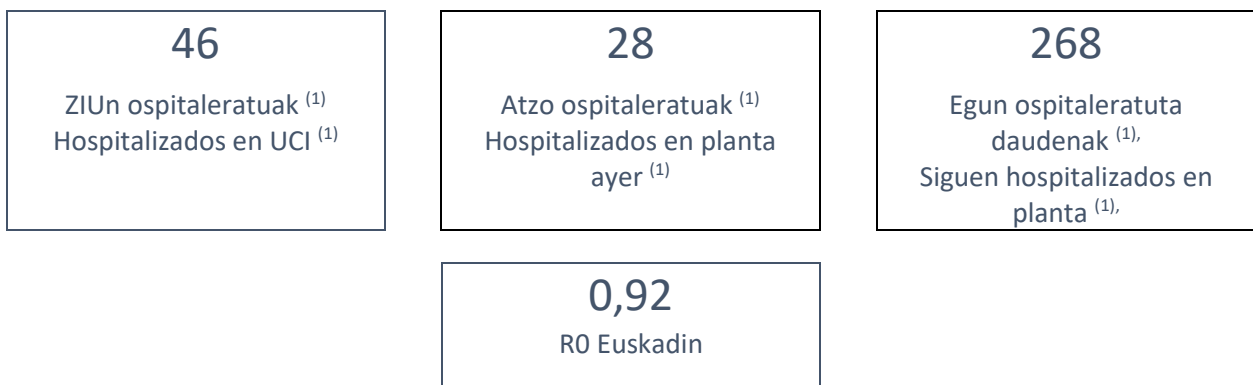 46
ZIUn ospitaleratuak (1)
Hospitalizados en UCI (1)
28
Atzo ospitaleratuak (1)
Hospitalizados en planta
ayer (1)
268
Egun ospitaleratuta
daudenak (1),
Siguen hospitalizados en
planta (1),
0,92
R0 Euskadin